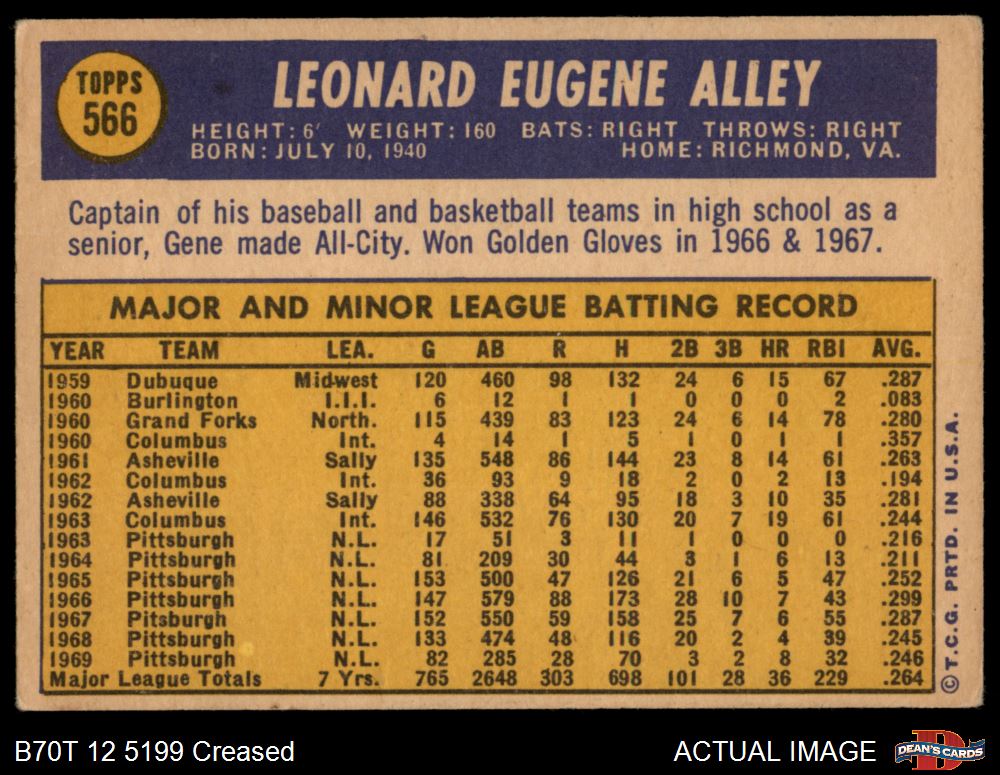 TOPPS
566
LEONARD EUGENE ALLEY
HEIGHT: 6' WEIGHT: 160 BATS: RIGHT THROWS: RIGHT
BORN: JULY 10, 1940 HOME: RICHMOND, VA.
Captain of his baseball and basketball teams in high school as a
senior, Gene made All-City. Won Golden Gloves in 1966 & 1967.
MAJOR AND MINOR LEAGUE BATTING RECORD
YEAR TEAM LEA. G AB R H 2B 3B HR RBI AVG.
1959 Dubuque Midwest 120 460 98 132 24 6 15 67 .287
1960 Burlington I.I.I. 6 12 1 1 0 0 0 2 .083
1960 Grand Forks North. 115 439 83 123 24 6 14 78 .280
1960 Columbus Int. 4 14 1 5 1 0 1 1 .357
1961 Asheville Sally 135 548 86 144 23 8 14 61 .263
1962 Columbus Int. 36 93 9 18 2 0 2 13 .194
1962 Asheville Sally 88 338 64 95 18 3 10 35 .281
1963 Columbus Int. 146 532 76 130 20 7 19 61 .244
1963 Pittsburgh N.L. 17 51 3 11 1 0 0 0 .216
1964 Pittsburgh N.L. 81 209 30 44 3 1 6 13 .211
1965 Pittsburgh N.L. 153 500 47 126 21 6 5 47 .252
1966 Pittsburgh N.L. 147 579 88 173 28 10 7 43 .299
1967 Pitsburgh N.L. 152 550 59 158 25 7 6 55 .287
1968 Pittsburgh N.L. 133 474 48 116 20 2 4 39 .245
1969 Pittsburgh N.L. 82 285 28 70 3 2 8 32 .246
Major League Totals 7 Yrs. 765 2648 303 698 101 28 36 229 .264
© T.C.G. PRTD. IN U.S.A.
B70T 12 5199 Creased
ACTUAL IMAGE
DEAN'S CARDS